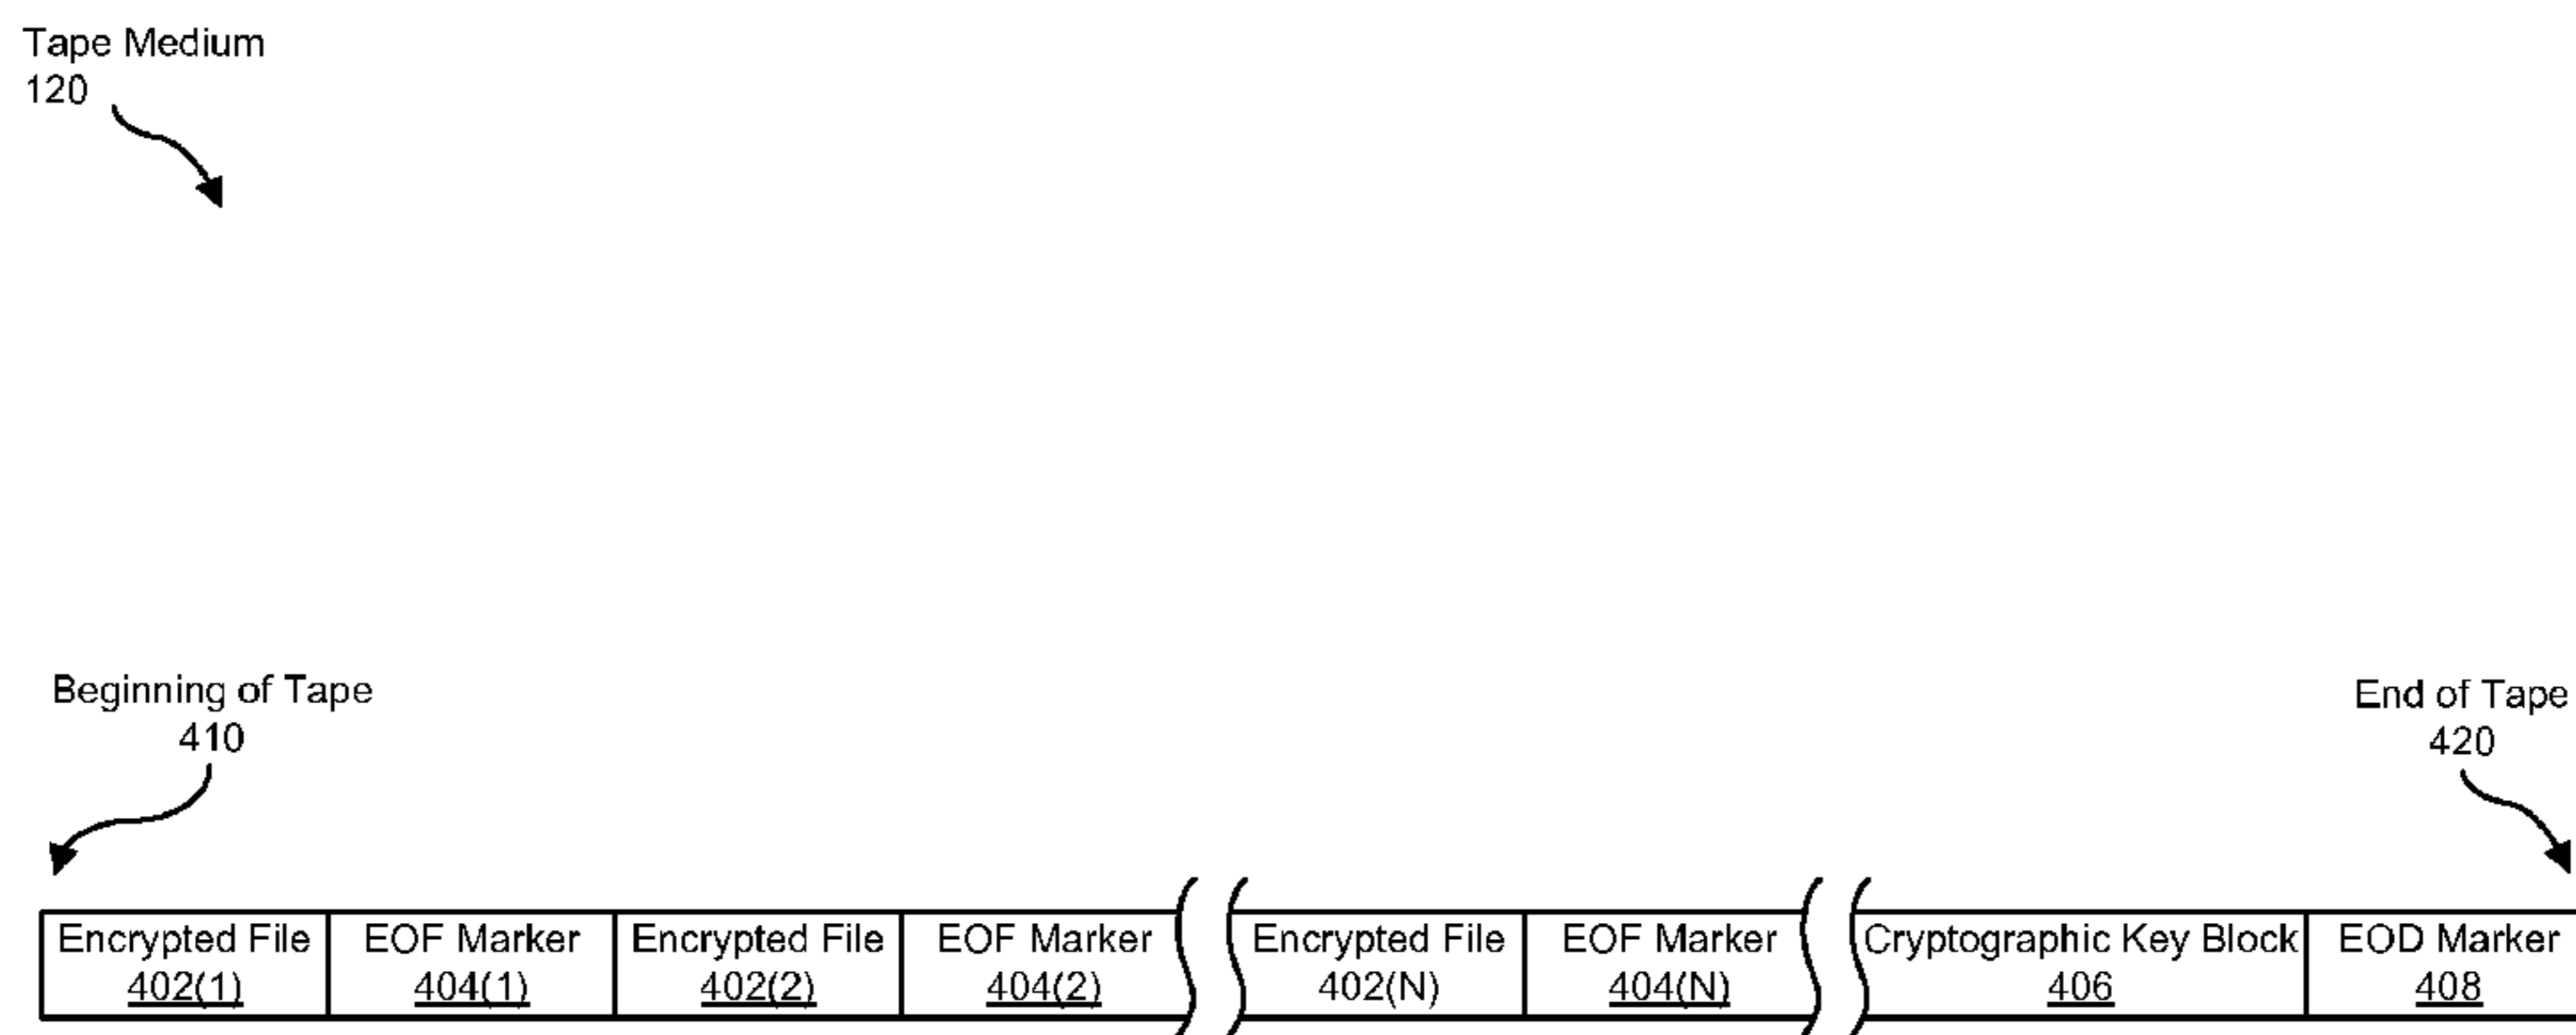 Tape Medium
120
Beginning of Tape
410
End of Tape
420
Encrypted File
402(1)
EOF Marker
404(1)
Encrypted File
402(2)
EOF Marker
404(2)
Encrypted File
402(N)
EOF Marker
404(N)
Cryptographic Key Block
406
EOD Marker
408